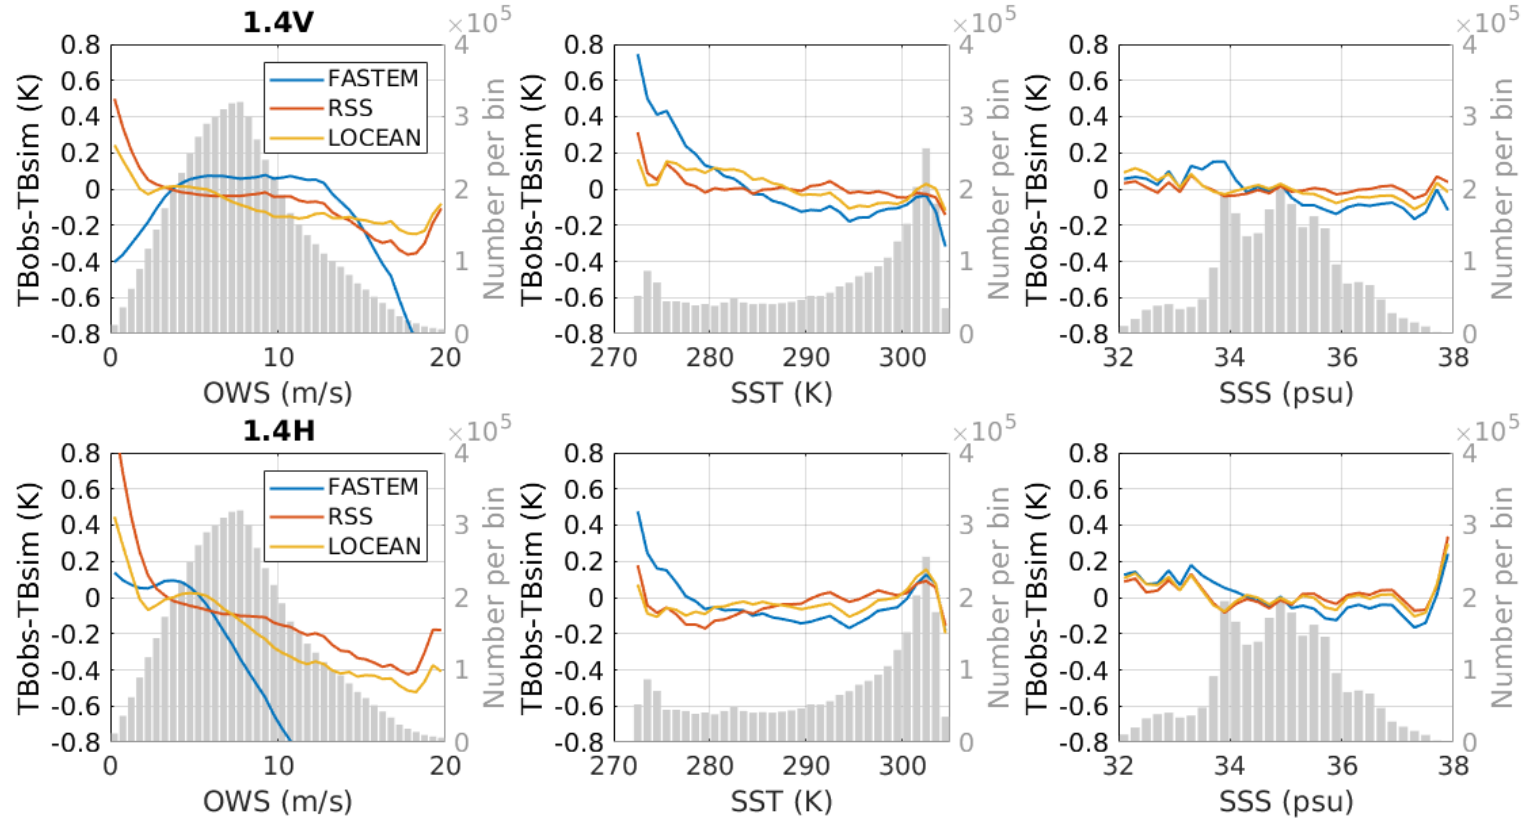 1.4V
×10^5
×10^5
×10^5
0.8 0.6 0.4 0.2 0 -0.2 -0.4 -0.6 -0.8
TBobs-TBsim (K)
FASTEM
RSS
LOCEAN
4 3 2 1 0
Number per bin
0 10 20
OWS (m/s)
0.8 0.6 0.4 0.2 0 -0.2 -0.4 -0.6 -0.8
TBobs-TBsim (K)
4 3 2 1 0
Number per bin
270 280 290 300
SST (K)
0.8 0.6 0.4 0.2 0 -0.2 -0.4 -0.6 -0.8
TBobs-TBsim (K)
4 3 2 1 0
Number per bin
32 34 36 38
SSS (psu)
1.4H
×10^5
×10^5
×10^5
0.8 0.6 0.4 0.2 0 -0.2 -0.4 -0.6 -0.8
TBobs-TBsim (K)
FASTEM
RSS
LOCEAN
4 3 2 1 0
Number per bin
0 10 20
OWS (m/s)
0.8 0.6 0.4 0.2 0 -0.2 -0.4 -0.6 -0.8
TBobs-TBsim (K)
4 3 2 1 0
Number per bin
270 280 290 300
SST (K)
0.8 0.6 0.4 0.2 0 -0.2 -0.4 -0.6 -0.8
TBobs-TBsim (K)
4 3 2 1 0
Number per bin
32 34 36 38
SSS (psu)